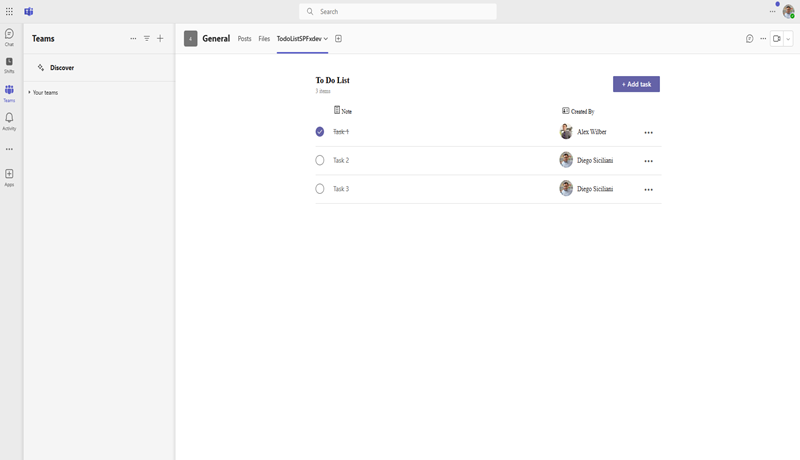 Search
Chat
Shifts
Teams
Activity
Apps
Teams
Discover
Your teams
General Posts Files TodoListSPFxdev
To Do List
3 items
+ Add task
Note Created By
Task 1 Alex Wilber
Task 2 Diego Siciliani
Task 3 Diego Siciliani